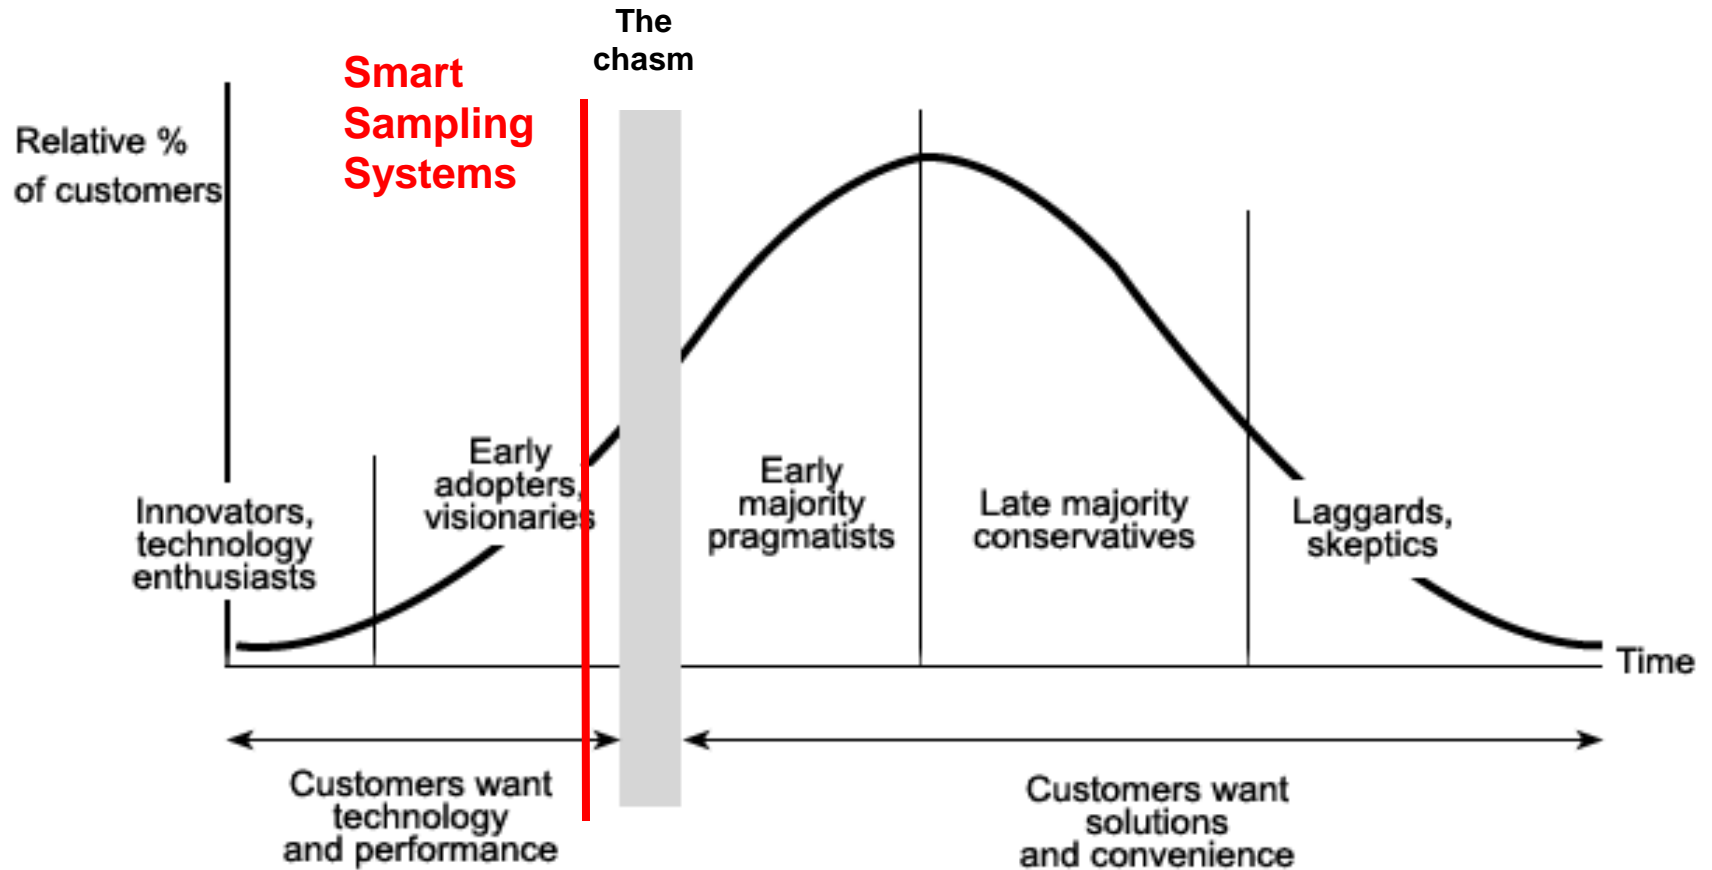 The
chasm
Smart
Sampling
Systems
Relative %
of customers
Innovators,
technology
enthusiasts
Early
adopters,
visionaries
Early
majority
pragmatists
Late majority
conservatives
Laggards,
skeptics
Time
Customers want
technology
and performance
Customers want
solutions
and convenience